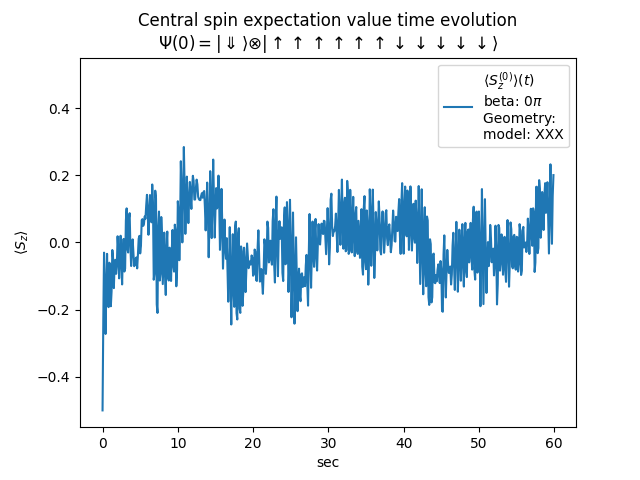 Central spin expectation value time evolution
Ψ(0) = | ⇓ ⟩⊗| ↑ ↑ ↑ ↑ ↑ ↑ ↓ ↓ ↓ ↓ ↓ ⟩
⟨S_z^{(0)}⟩(t)
beta: 0π
Geometry:
model: XXX
⟨S_z⟩
0.4
0.2
0.0
−0.2
−0.4
0 10 20 30 40 50 60
sec